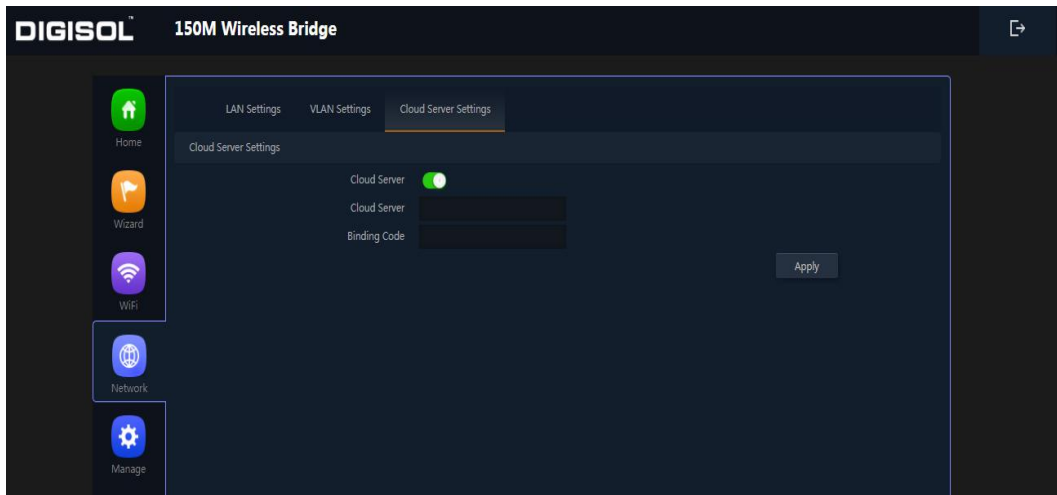 DIGISOL™ 150M Wireless Bridge
Home
Wizard
WiFi
Network
Manage
LAN Settings VLAN Settings Cloud Server Settings
Cloud Server Settings
Cloud Server
Cloud Server
Binding Code
Apply